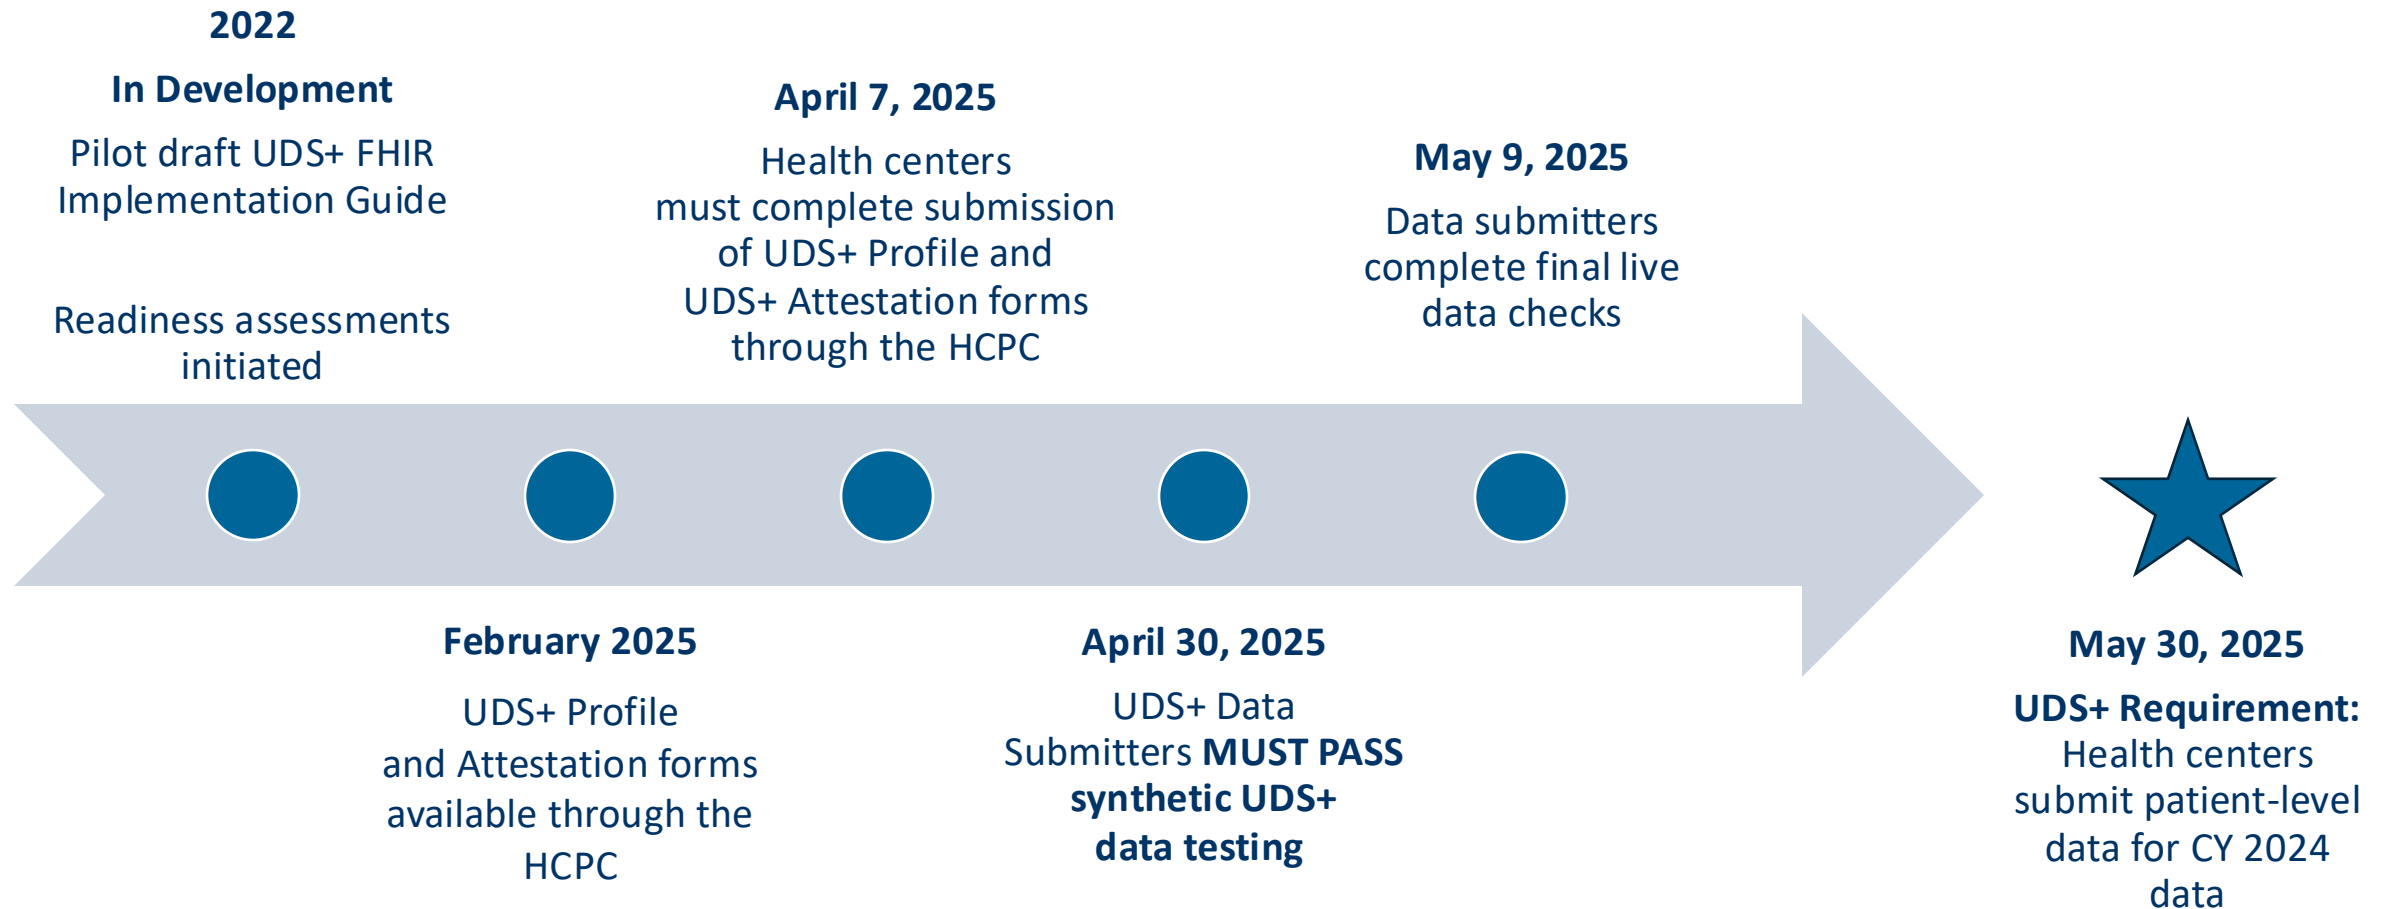 2022
In Development
Pilot draft UDS+ FHIR
Implementation Guide
Readiness assessments
initiated
February 2025
UDS+ Profile
and Attestation forms
available through the
HCPC
April 7, 2025
Health centers
must complete submission
of UDS+ Profile and
UDS+ Attestation forms
through the HCPC
April 30, 2025
UDS+ Data
Submitters MUST PASS
synthetic UDS+
data testing
May 9, 2025
Data submitters
complete final live
data checks
May 30, 2025
UDS+ Requirement:
Health centers
submit patient-level
data for CY 2024
data